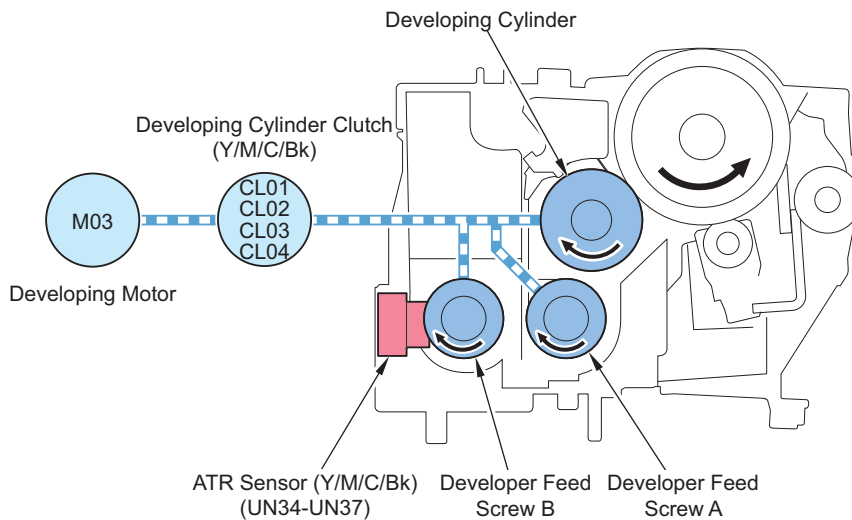 Developing Cylinder
Developing Cylinder Clutch
(Y/M/C/Bk)
CL01
CL02
CL03
CL04
M03
Developing Motor
ATR Sensor (Y/M/C/Bk)
(UN34-UN37)
Developer Feed
Screw B
Developer Feed
Screw A